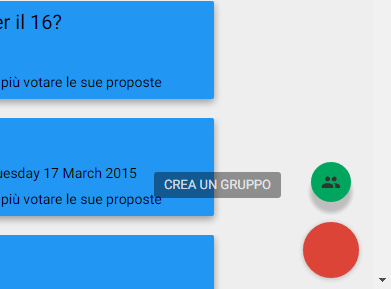 er il 16?
più votare le sue proposte
uesday 17 March 2015
CREA UN GRUPPO
più votare le sue proposte